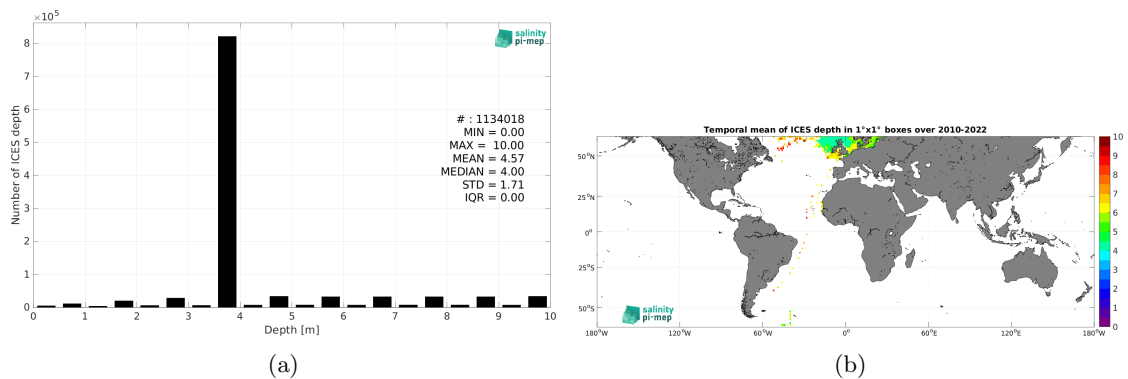 ×10⁵
8
7
6
5
4
3
2
1
0
Number of ICES depth
salinity
pi-mep
# : 1134018
MIN = 0.00
MAX = 10.00
MEAN = 4.57
MEDIAN = 4.00
STD = 1.71
IQR = 0.00
0 1 2 3 4 5 6 7 8 9 10
Depth [m]
(a)
Temporal mean of ICES depth in 1°x1° boxes over 2010-2022
50°N
25°N
0°
25°S
50°S
180°W 120°W 60°W 0° 60°E 120°E 180°W
salinity
pi-mep
10
9
8
7
6
5
4
3
2
1
0
(b)